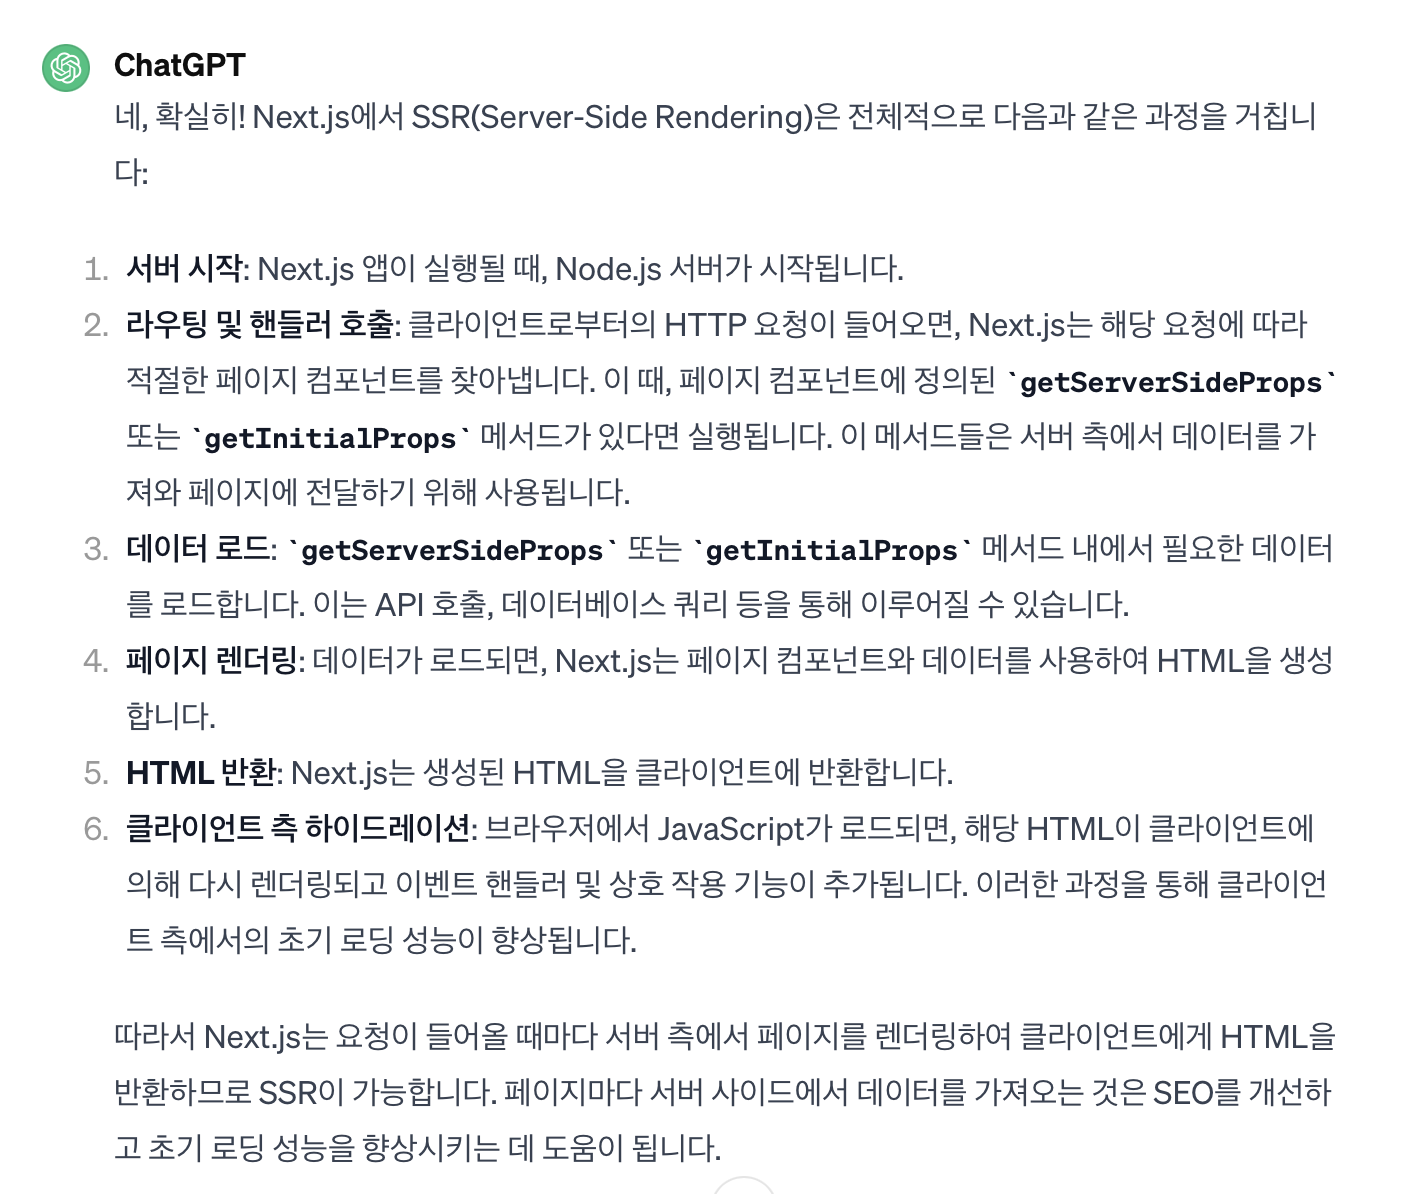 ChatGPT
네, 확실히! Next.js에서 SSR(Server-Side Rendering)은 전체적으로 다음과 같은 과정을 거칩니
다:
1. 서버 시작: Next.js 앱이 실행될 때, Node.js 서버가 시작됩니다.
2. 라우팅 및 핸들러 호출: 클라이언트로부터의 HTTP 요청이 들어오면, Next.js는 해당 요청에 따라
적절한 페이지 컴포넌트를 찾아냅니다. 이 때, 페이지 컴포넌트에 정의된 `getServerSideProps`
또는 `getInitialProps` 메서드가 있다면 실행됩니다. 이 메서드들은 서버 측에서 데이터를 가
져와 페이지에 전달하기 위해 사용됩니다.
3. 데이터 로드: `getServerSideProps` 또는 `getInitialProps` 메서드 내에서 필요한 데이터
를 로드합니다. 이는 API 호출, 데이터베이스 쿼리 등을 통해 이루어질 수 있습니다.
4. 페이지 렌더링: 데이터가 로드되면, Next.js는 페이지 컴포넌트와 데이터를 사용하여 HTML을 생성
합니다.
5. HTML 반환: Next.js는 생성된 HTML을 클라이언트에 반환합니다.
6. 클라이언트 측 하이드레이션: 브라우저에서 JavaScript가 로드되면, 해당 HTML이 클라이언트에
의해 다시 렌더링되고 이벤트 핸들러 및 상호 작용 기능이 추가됩니다. 이러한 과정을 통해 클라이언
트 측에서의 초기 로딩 성능이 향상됩니다.
따라서 Next.js는 요청이 들어올 때마다 서버 측에서 페이지를 렌더링하여 클라이언트에게 HTML을
반환하므로 SSR이 가능합니다. 페이지마다 서버 사이드에서 데이터를 가져오는 것은 SEO를 개선하
고 초기 로딩 성능을 향상시키는 데 도움이 됩니다.